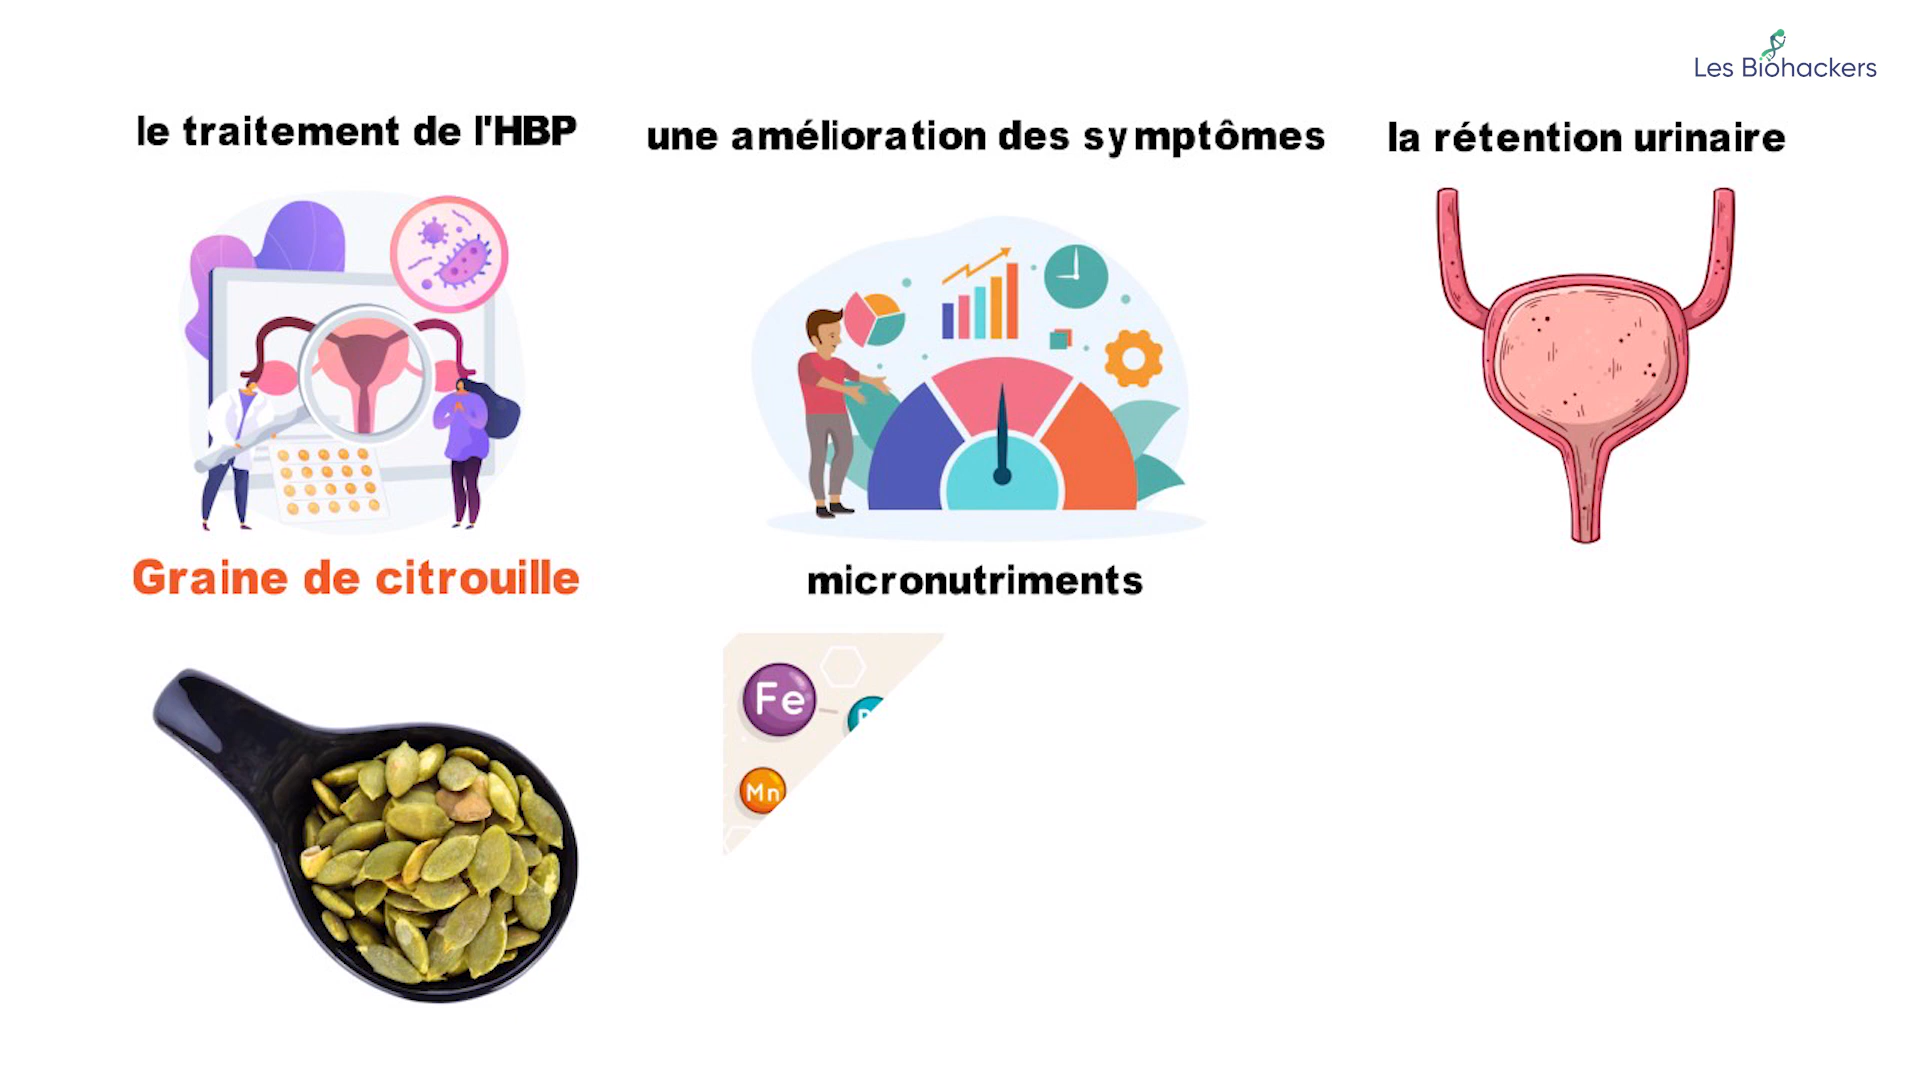 Les Biohackers
le traitement de l'HBP
une amélioration des symptômes
la rétention urinaire
Graine de citrouille
micronutriments
Fe
Mn